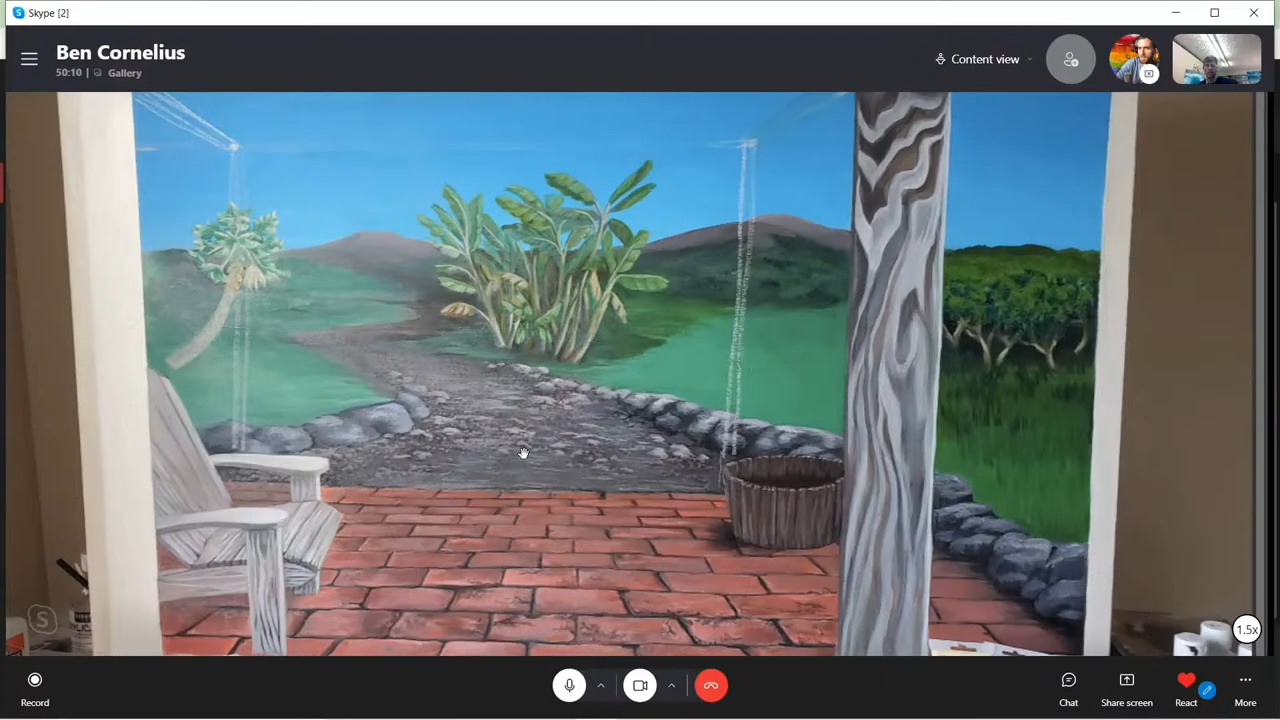 Skype [2]
Ben Cornelius
50:10 | Gallery
Content view
1.5x
Record
Chat
Share screen
React
More